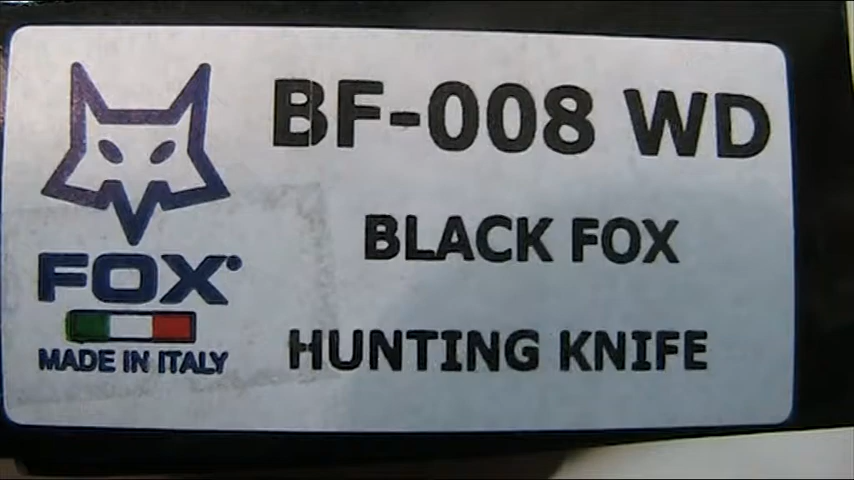 BF-008 WD
BLACK FOX
HUNTING KNIFE
FOX
MADE IN ITALY